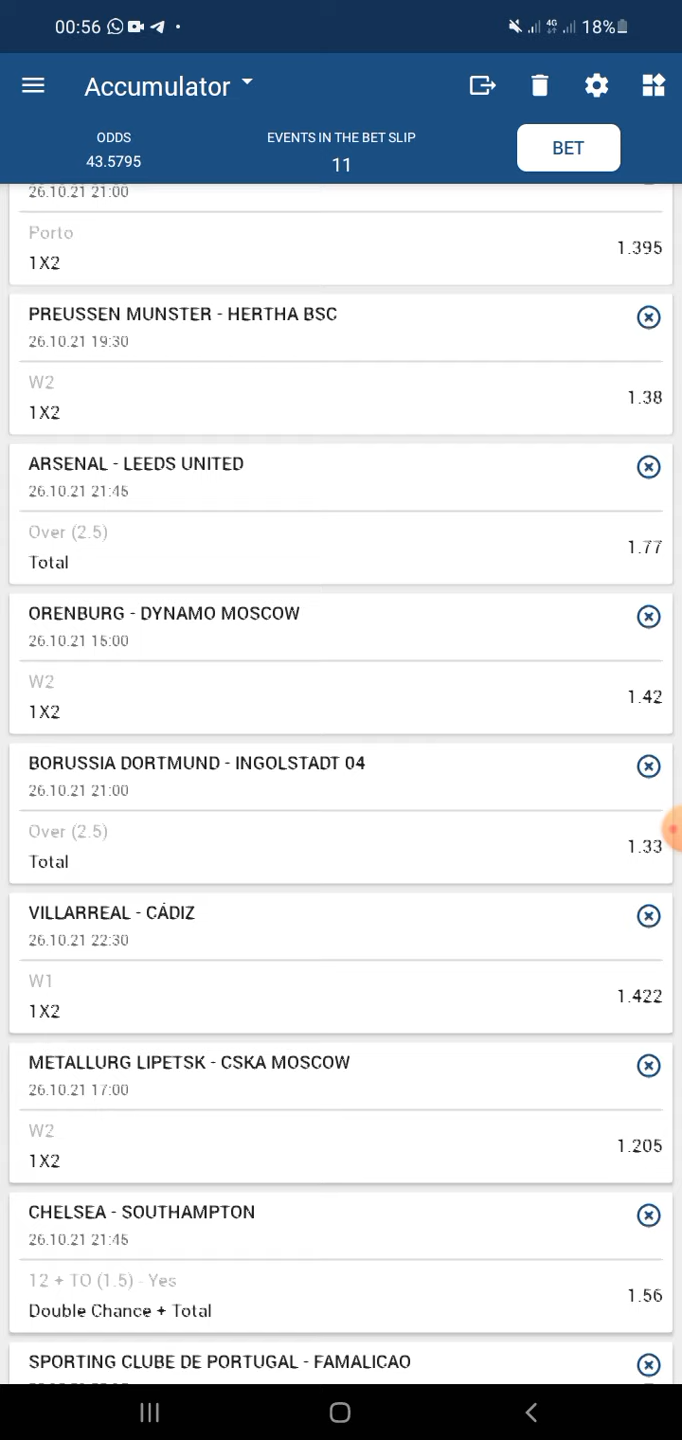 00:56
4G
18%
Accumulator
ODDS
EVENTS IN THE BET SLIP
BET
43.5795
11
26.10.21 21:00
Porto
1.395
1X2
PREUSSEN MUNSTER - HERTHA BSC
26.10.21 19:30
W2
1.38
1X2
ARSENAL - LEEDS UNITED
26.10.21 21:45
Over (2.5)
1.77
Total
ORENBURG - DYNAMO MOSCOW
26.10.21 15:00
W2
1.42
1X2
BORUSSIA DORTMUND - INGOLSTADT 04
26.10.21 21:00
Over (2.5)
1.33
Total
VILLARREAL - CÁDIZ
26.10.21 22:30
W1
1.422
1X2
METALLURG LIPETSK - CSKA MOSCOW
26.10.21 17:00
W2
1.205
1X2
CHELSEA - SOUTHAMPTON
26.10.21 21:45
12 + TO (1.5) - Yes
1.56
Double Chance + Total
SPORTING CLUBE DE PORTUGAL - FAMALICAO